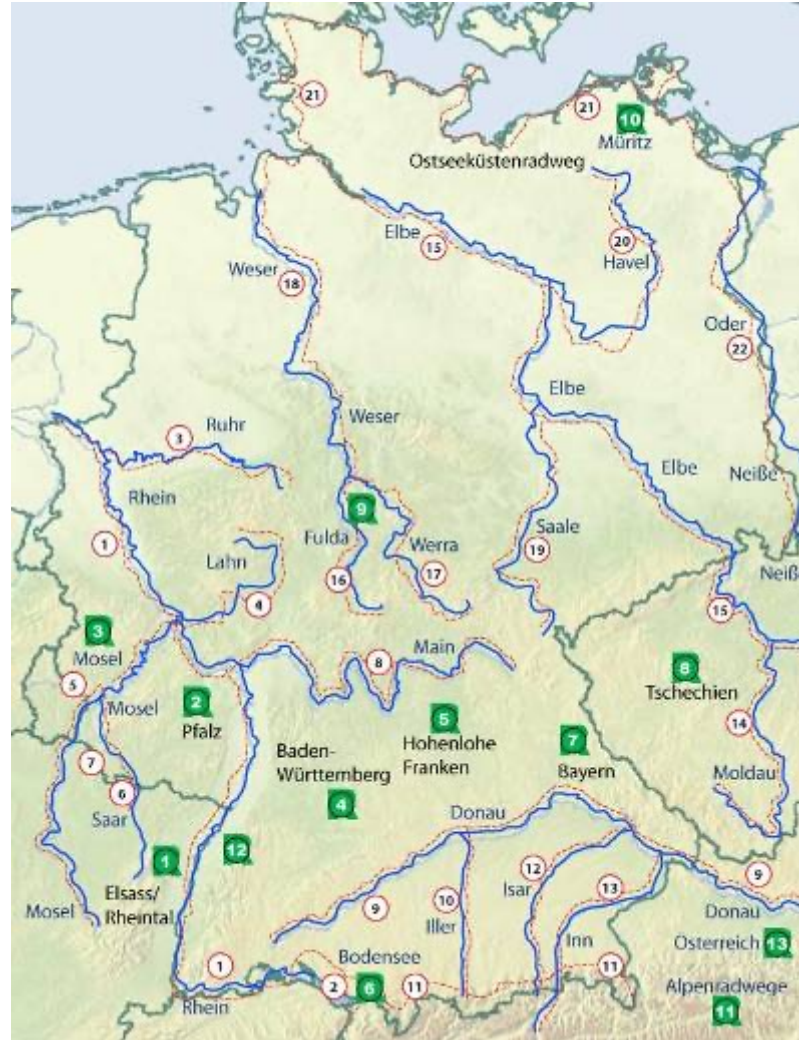 21
21
10
Müritz
Ostseeküstenradweg
Elbe
15
20
Havel
Weser
18
Oder
22
Elbe
Weser
Ruhr
3
Elbe
Neiße
Rhein
9
Fulda
Werra
Saale
19
1
Lahn
16
17
4
Neiß
15
3
Mosel
5
Main
8
8
Tschechien
Mosel
2
Pfalz
5
Hohenlohe
Franken
14
7
Bayern
Baden-
Württemberg
4
7
6
Saar
Moldau
Donau
1
12
Elsass/
Rheintal
12
Isar
13
9
Mosel
9
10
Iller
Donau
Inn
Österreich
13
Bodensee
1
2
6
11
11
Rhein
Alpenradwege
11